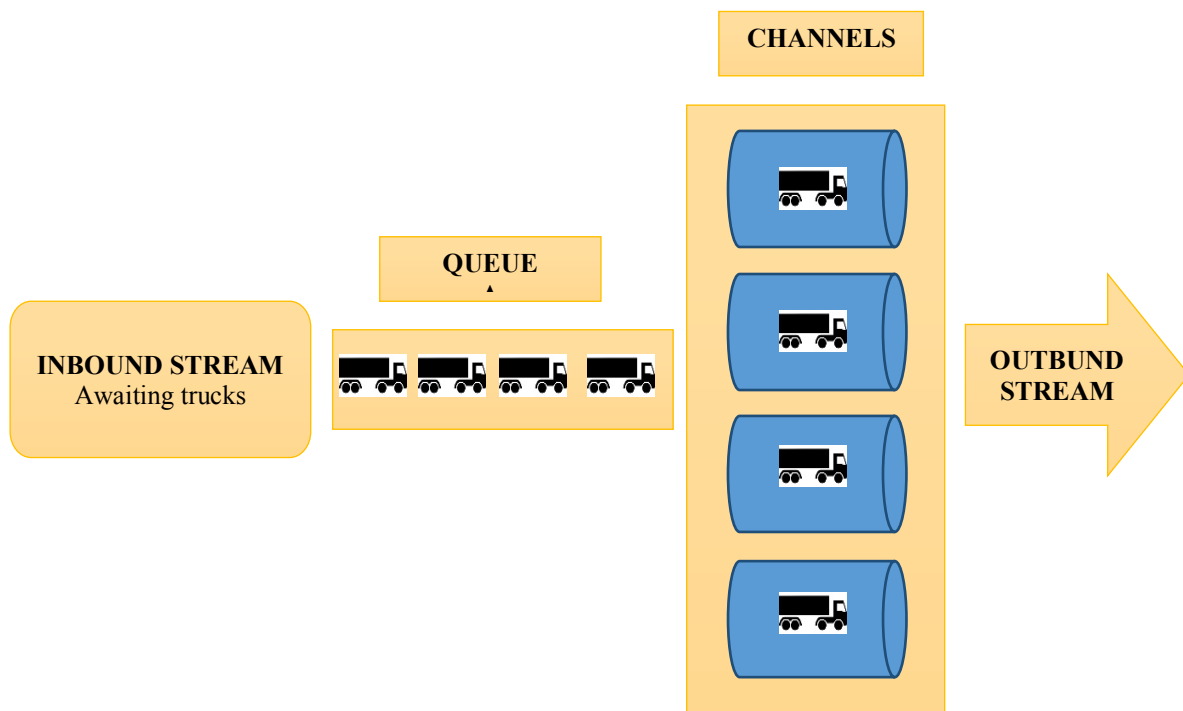 CHANNELS
QUEUE
INBOUND STREAM
Awaiting trucks
OUTBUND
STREAM